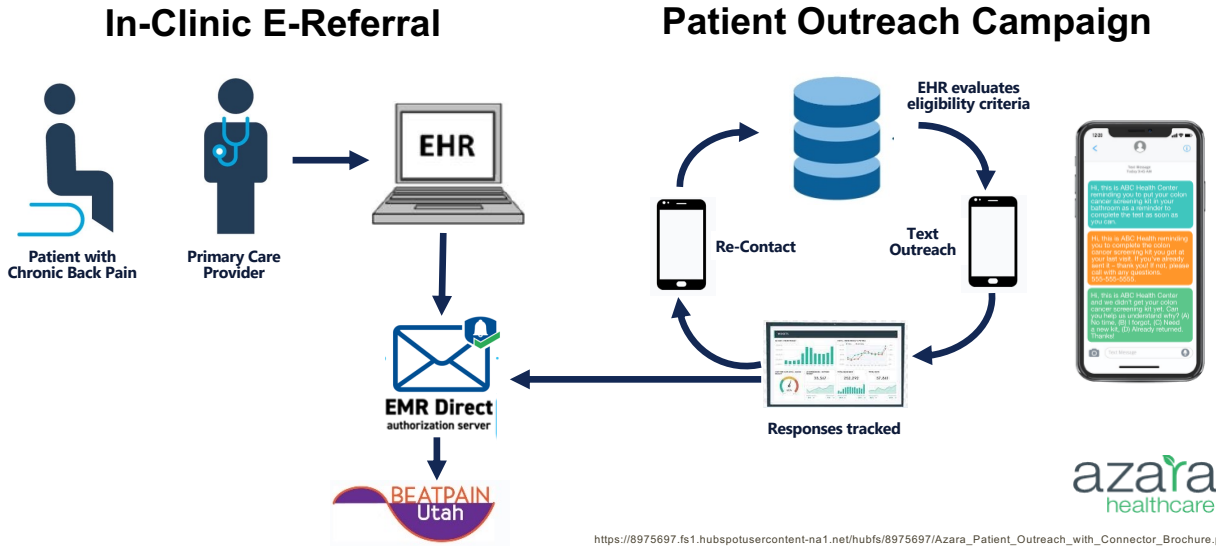 In-Clinic E-Referral
Patient Outreach Campaign
Patient with
Chronic Back Pain
Primary Care
Provider
EHR
EMR Direct
authorization server
BEATPAIN
Utah
EHR evaluates
eligibility criteria
Re-Contact
Text
Outreach
Responses tracked
Text Message
Hi, this is ABC Health Center
reminding you to put your colon
cancer screening kit in your
bathroom as a reminder to
complete the test as soon as
you can.
Hi, this is ABC Health reminding
you to complete the colon
cancer screening kit you got at
your last visit. If you've already
sent it – thank you! If not, please
call with any questions.
555-555-5555
Hi, this is ABC Health Center
and we didn't get your colon
cancer screening kit yet. Can
you help us understand why? (A)
No time, (B) I forgot, (C) Need
a new kit, (D) Already returned.
Thanks!
Text Message
azara
healthcare
https://8975697.fs1.hubspotusercontent-na1.net/hubfs/8975697/Azara_Patient_Outreach_with_Connector_Brochure.p